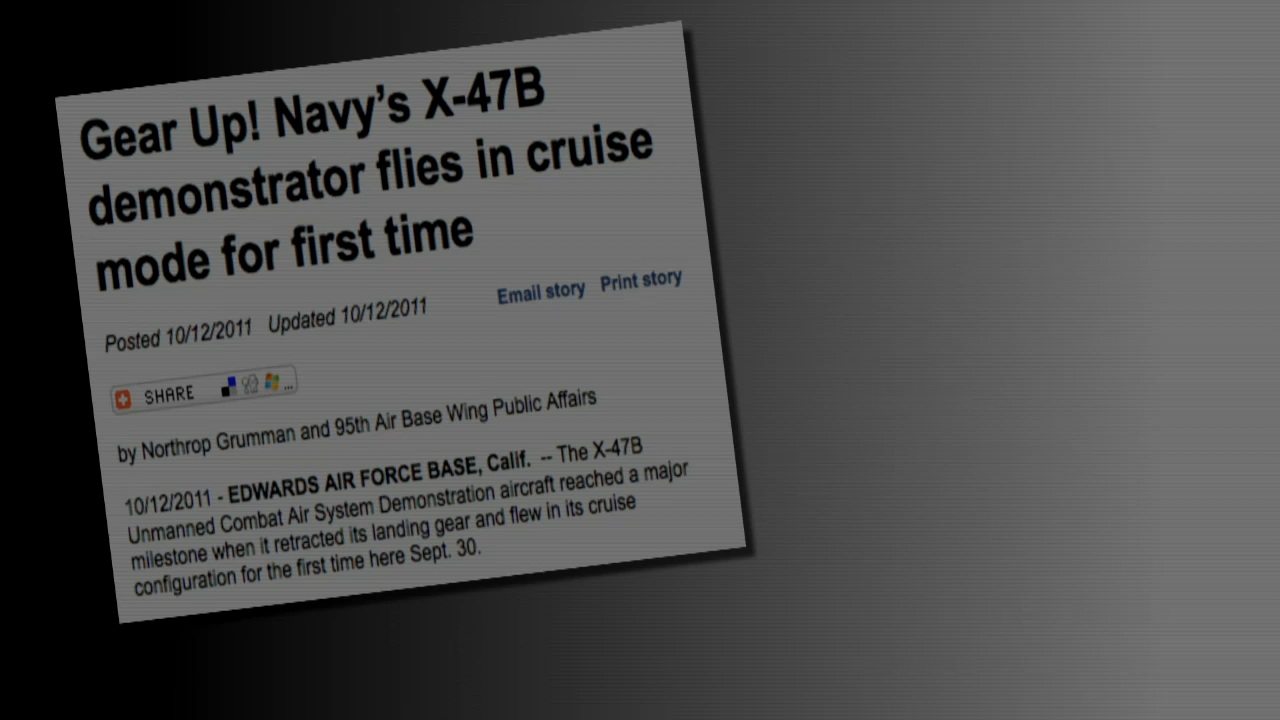 Gear Up! Navy's X-47B
demonstrator flies in cruise
mode for first time
Email story Print story
Posted 10/12/2011 Updated 10/12/2011
SHARE ...
by Northrop Grumman and 95th Air Base Wing Public Affairs
10/12/2011 - EDWARDS AIR FORCE BASE, Calif. -- The X-47B
Unmanned Combat Air System Demonstration aircraft reached a major
milestone when it retracted its landing gear and flew in its cruise
configuration for the first time here Sept. 30.